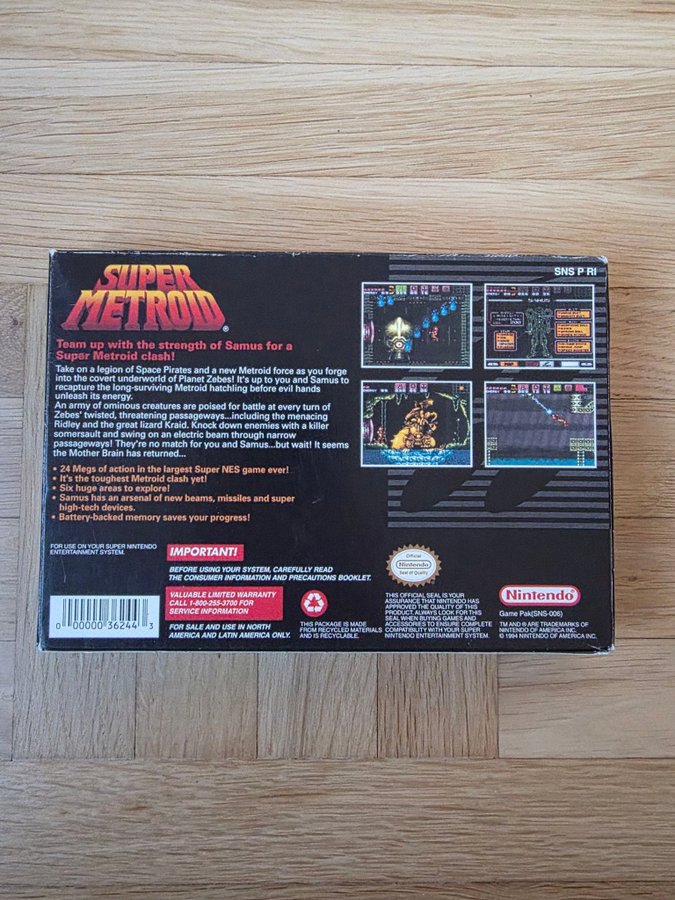 SNS P RI
SUPER
METROID®
Team up with the strength of Samus for a
Super Metroid clash!
Take on a legion of Space Pirates and a new Metroid force as you forge
into the covert underworld of Planet Zebes! It's up to you and Samus to
recapture the long-surviving Metroid hatchling before evil hands
unleash its energy.
An army of ominous creatures are poised for battle at every turn of
Zebes' twisted, threatening passageways...including the menacing
Ridley and the great lizard Kraid. Knock down enemies with a killer
somersault and swing on an electric beam through narrow
passageways! They're no match for you and Samus...but wait! It seems
the Mother Brain has returned...
• 24 Megs of action in the largest Super NES game ever!
• It's the toughest Metroid clash yet!
• Six huge areas to explore!
• Samus has an arsenal of new beams, missiles and super
high-tech devices.
• Battery-backed memory saves your progress!
FOR USE ON YOUR SUPER NINTENDO
ENTERTAINMENT SYSTEM.
IMPORTANT!
BEFORE USING YOUR SYSTEM, CAREFULLY READ
THE CONSUMER INFORMATION AND PRECAUTIONS BOOKLET.
VALUABLE LIMITED WARRANTY
CALL 1-800-255-3700 FOR
SERVICE INFORMATION
FOR SALE AND USE IN NORTH
AMERICA AND LATIN AMERICA ONLY.
0 00000 36244 3
THIS PACKAGE IS MADE
FROM RECYCLED MATERIALS
AND IS RECYCLABLE.
Official
Nintendo
Seal of Quality
THIS OFFICIAL SEAL IS YOUR
ASSURANCE THAT NINTENDO HAS
APPROVED THE QUALITY OF THIS
PRODUCT. ALWAYS LOOK FOR THIS
SEAL WHEN BUYING GAMES AND
ACCESSORIES TO ENSURE COMPLETE
COMPATIBILITY WITH YOUR SUPER
NINTENDO ENTERTAINMENT SYSTEM.
Nintendo®
Game Pak(SNS-006)
TM AND ® ARE TRADEMARKS OF
NINTENDO OF AMERICA INC.
© 1994 NINTENDO OF AMERICA INC.